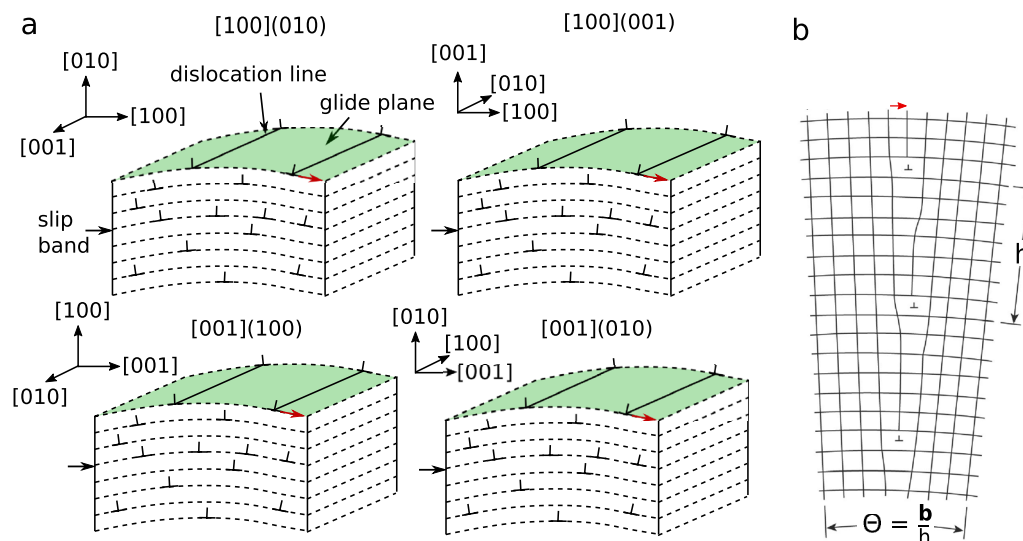 a
[100](010)
[010]
[100]
[001]
dislocation line
glide plane
slip
band
[100](001)
[001]
[010]
[100]
[001](100)
[100]
[001]
[010]
[001](010)
[010]
[100]
[001]
b
h
Θ = b
h